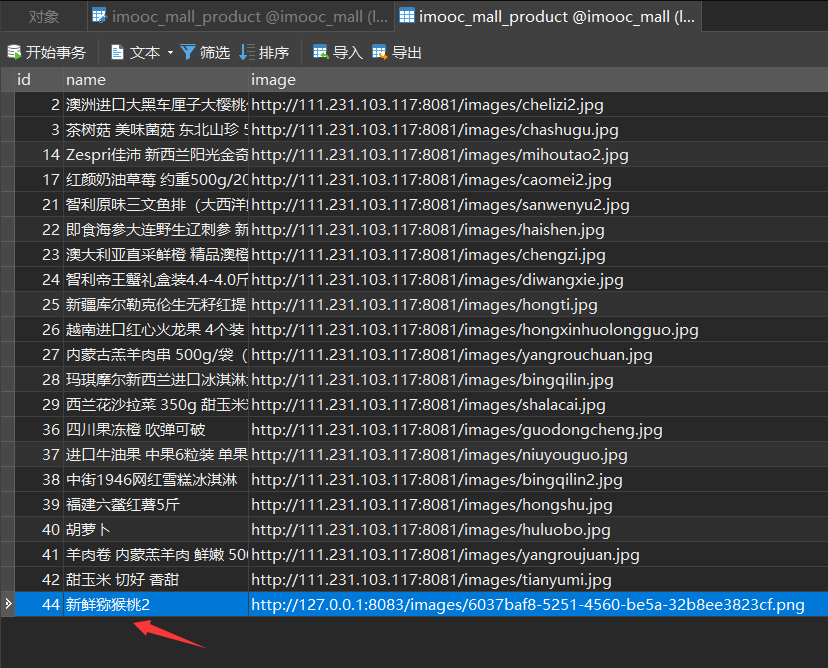 对象 imooc_mall_product @imooc_mall (l... imooc_mall_product @imooc_mall (l...
开始事务 文本 筛选 排序 导入 导出
id name image
2 澳洲进口大黑车厘子大樱桃 http://111.231.103.117:8081/images/chelizi2.jpg
3 茶树菇 美味菌菇 东北山珍 5 http://111.231.103.117:8081/images/chashugu.jpg
14 Zespri佳沛 新西兰阳光金奇 http://111.231.103.117:8081/images/mihoutao2.jpg
17 红颜奶油草莓 约重500g/20 http://111.231.103.117:8081/images/caomei2.jpg
21 智利原味三文鱼排（大西洋 http://111.231.103.117:8081/images/sanwenyu2.jpg
22 即食海参大连野生辽刺参 新 http://111.231.103.117:8081/images/haishen.jpg
23 澳大利亚直采鲜橙 精品澳橙 http://111.231.103.117:8081/images/chengzi.jpg
24 智利帝王蟹礼盒装4.4-4.0斤 http://111.231.103.117:8081/images/diwangxie.jpg
25 新疆库尔勒克伦生无籽红提 http://111.231.103.117:8081/images/hongti.jpg
26 越南进口红心火龙果 4个装 http://111.231.103.117:8081/images/hongxinhuolongguo.jpg
27 内蒙古羔羊肉串 500g/袋（ http://111.231.103.117:8081/images/yangrouchuan.jpg
28 玛琪摩尔新西兰进口冰淇淋 http://111.231.103.117:8081/images/bingqilin.jpg
29 西兰花沙拉菜 350g 甜玉米 http://111.231.103.117:8081/images/shalacai.jpg
36 四川果冻橙 吹弹可破 http://111.231.103.117:8081/images/guodongcheng.jpg
37 进口牛油果 中果6粒装 单果 http://111.231.103.117:8081/images/niuyouguo.jpg
38 中街1946网红雪糕冰淇淋 http://111.231.103.117:8081/images/bingqilin2.jpg
39 福建六鳌红薯5斤 http://111.231.103.117:8081/images/hongshu.jpg
40 胡萝卜 http://111.231.103.117:8081/images/huluobo.jpg
41 羊肉卷 内蒙羔羊肉 鲜嫩 500 http://111.231.103.117:8081/images/yangroujuan.jpg
42 甜玉米 切好 香甜 http://111.231.103.117:8081/images/tianyumi.jpg
44 新鲜猕猴桃2 http://127.0.0.1:8083/images/6037baf8-5251-4560-be5a-32b8ee3823cf.png